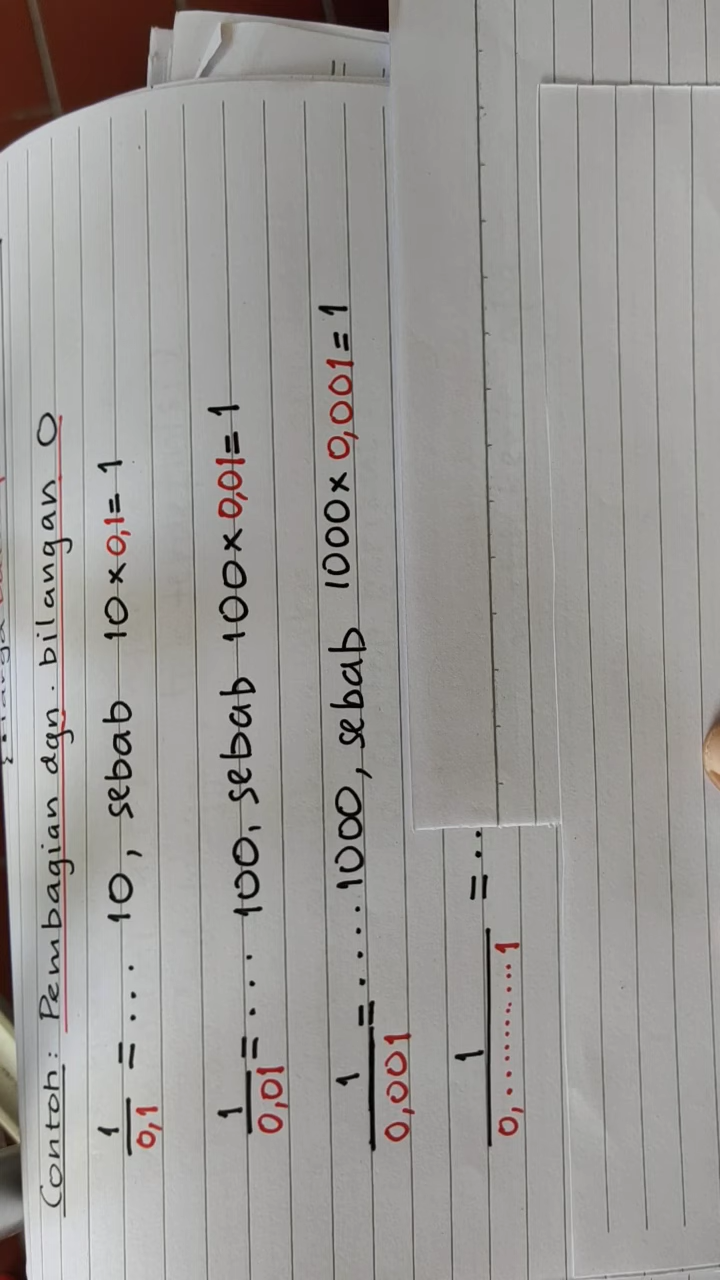 Contoh: Pembagian dgn. bilangan 0
1/0,1 = .... 10, sebab 10 × 0,1 = 1
1/0,01 = ... 100, sebab 100 × 0,01 = 1
1/0,001 = ..... 1000, sebab 1000 × 0,001 = 1
1/0,..........1 = ...